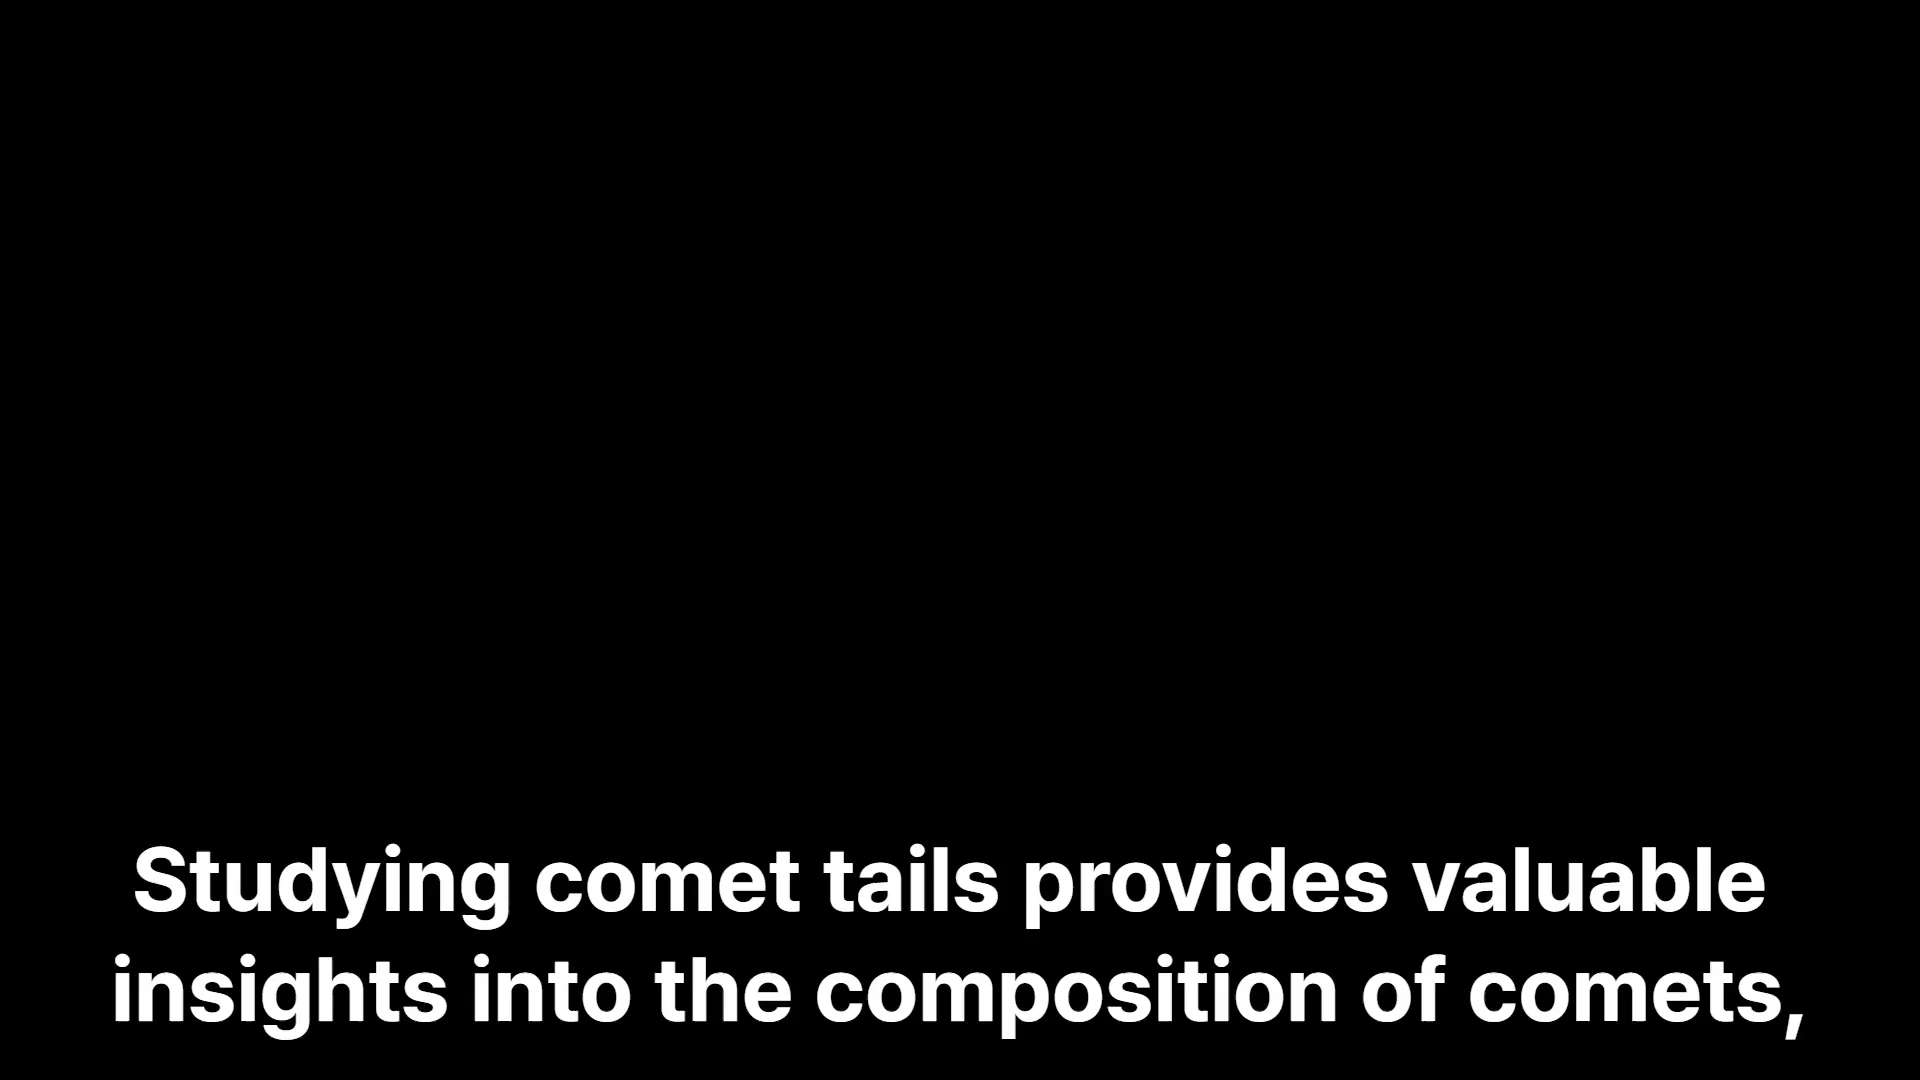 Studying comet tails provides valuable
insights into the composition of comets,